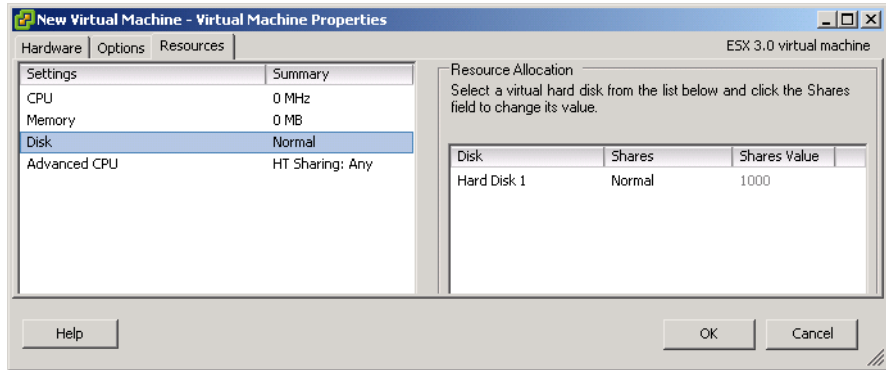 New Virtual Machine - Virtual Machine Properties
Hardware Options Resources ESX 3.0 virtual machine
Settings Summary
CPU 0 MHz
Memory 0 MB
Disk Normal
Advanced CPU HT Sharing: Any
Resource Allocation
Select a virtual hard disk from the list below and click the Shares
field to change its value.
Disk Shares Shares Value
Hard Disk 1 Normal 1000
Help OK Cancel